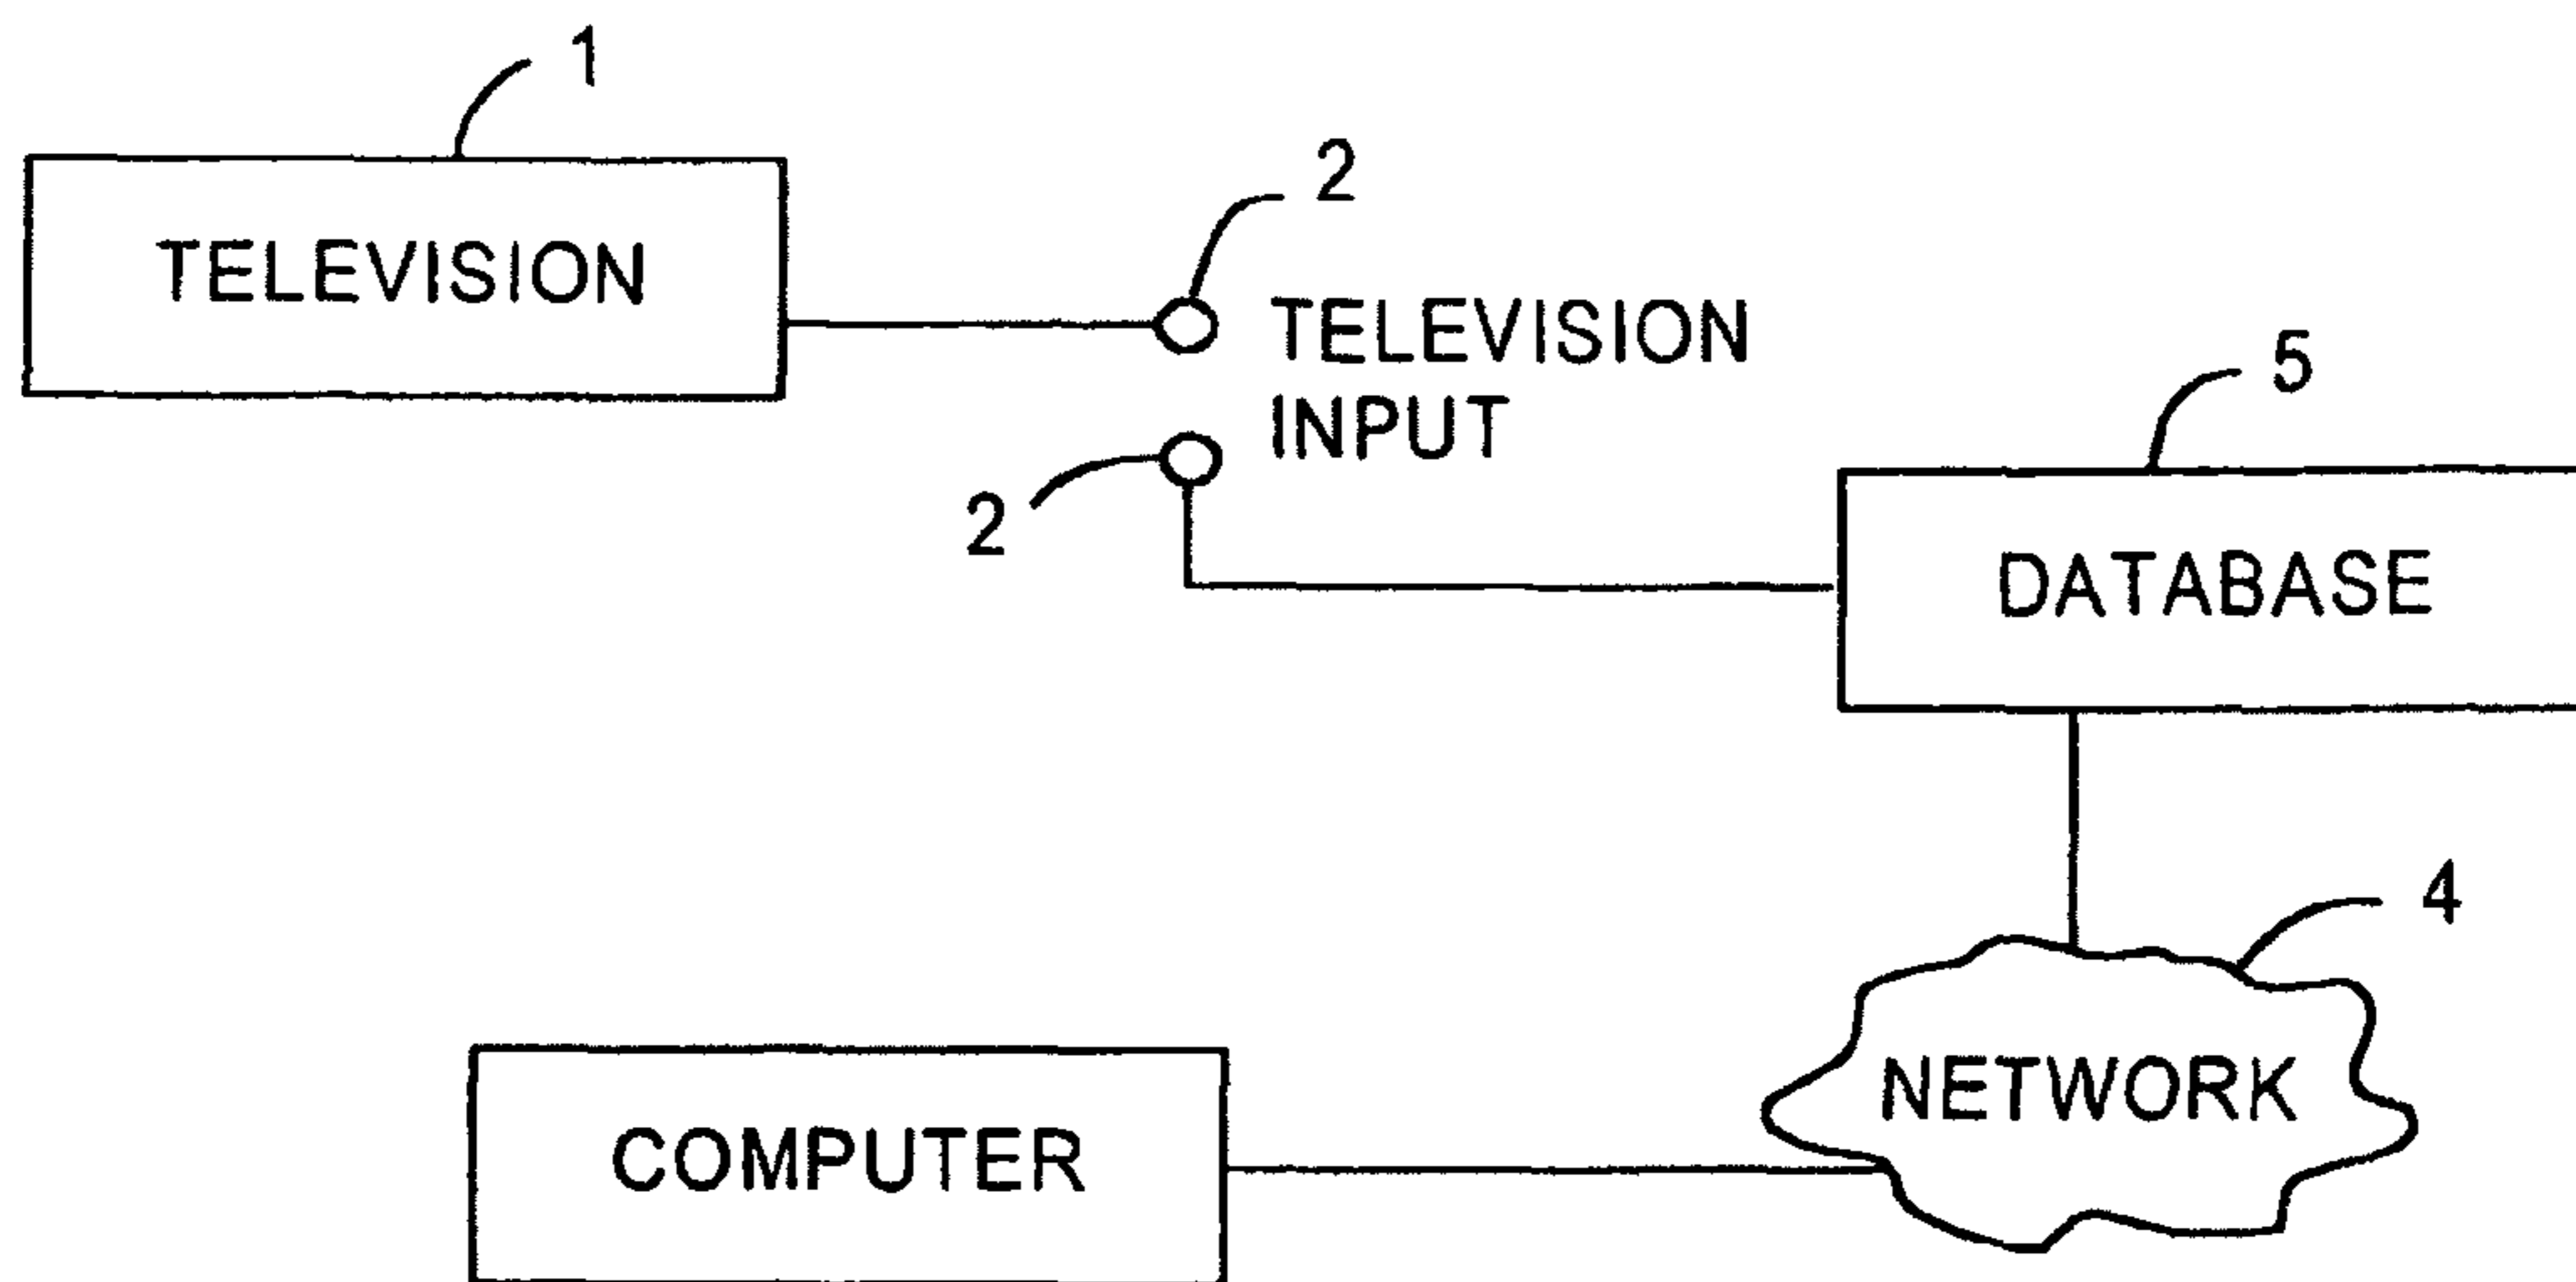 1
TELEVISION
2
TELEVISION
INPUT
2
5
DATABASE
4
NETWORK
COMPUTER